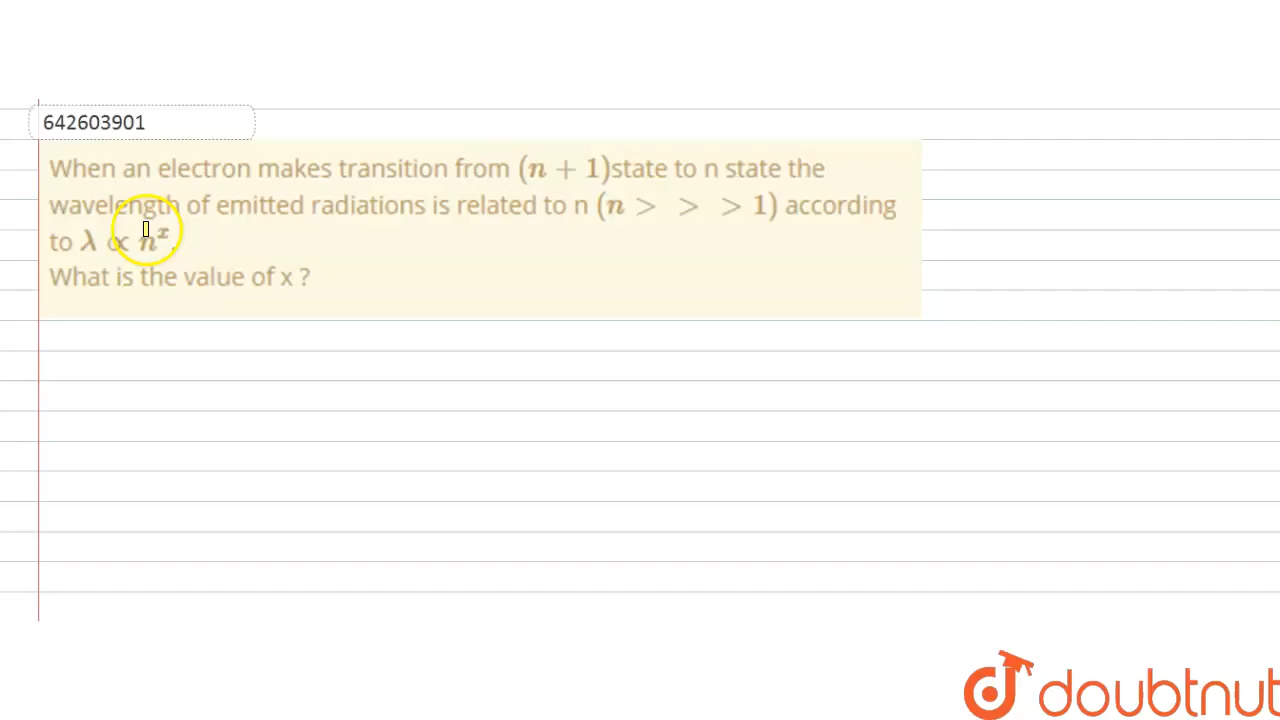 642603901
When an electron makes transition from (n + 1)state to n state the
wavelength of emitted radiations is related to n (n > > > 1) according
to λ ∝ n^x.
What is the value of x ?
doubtnut